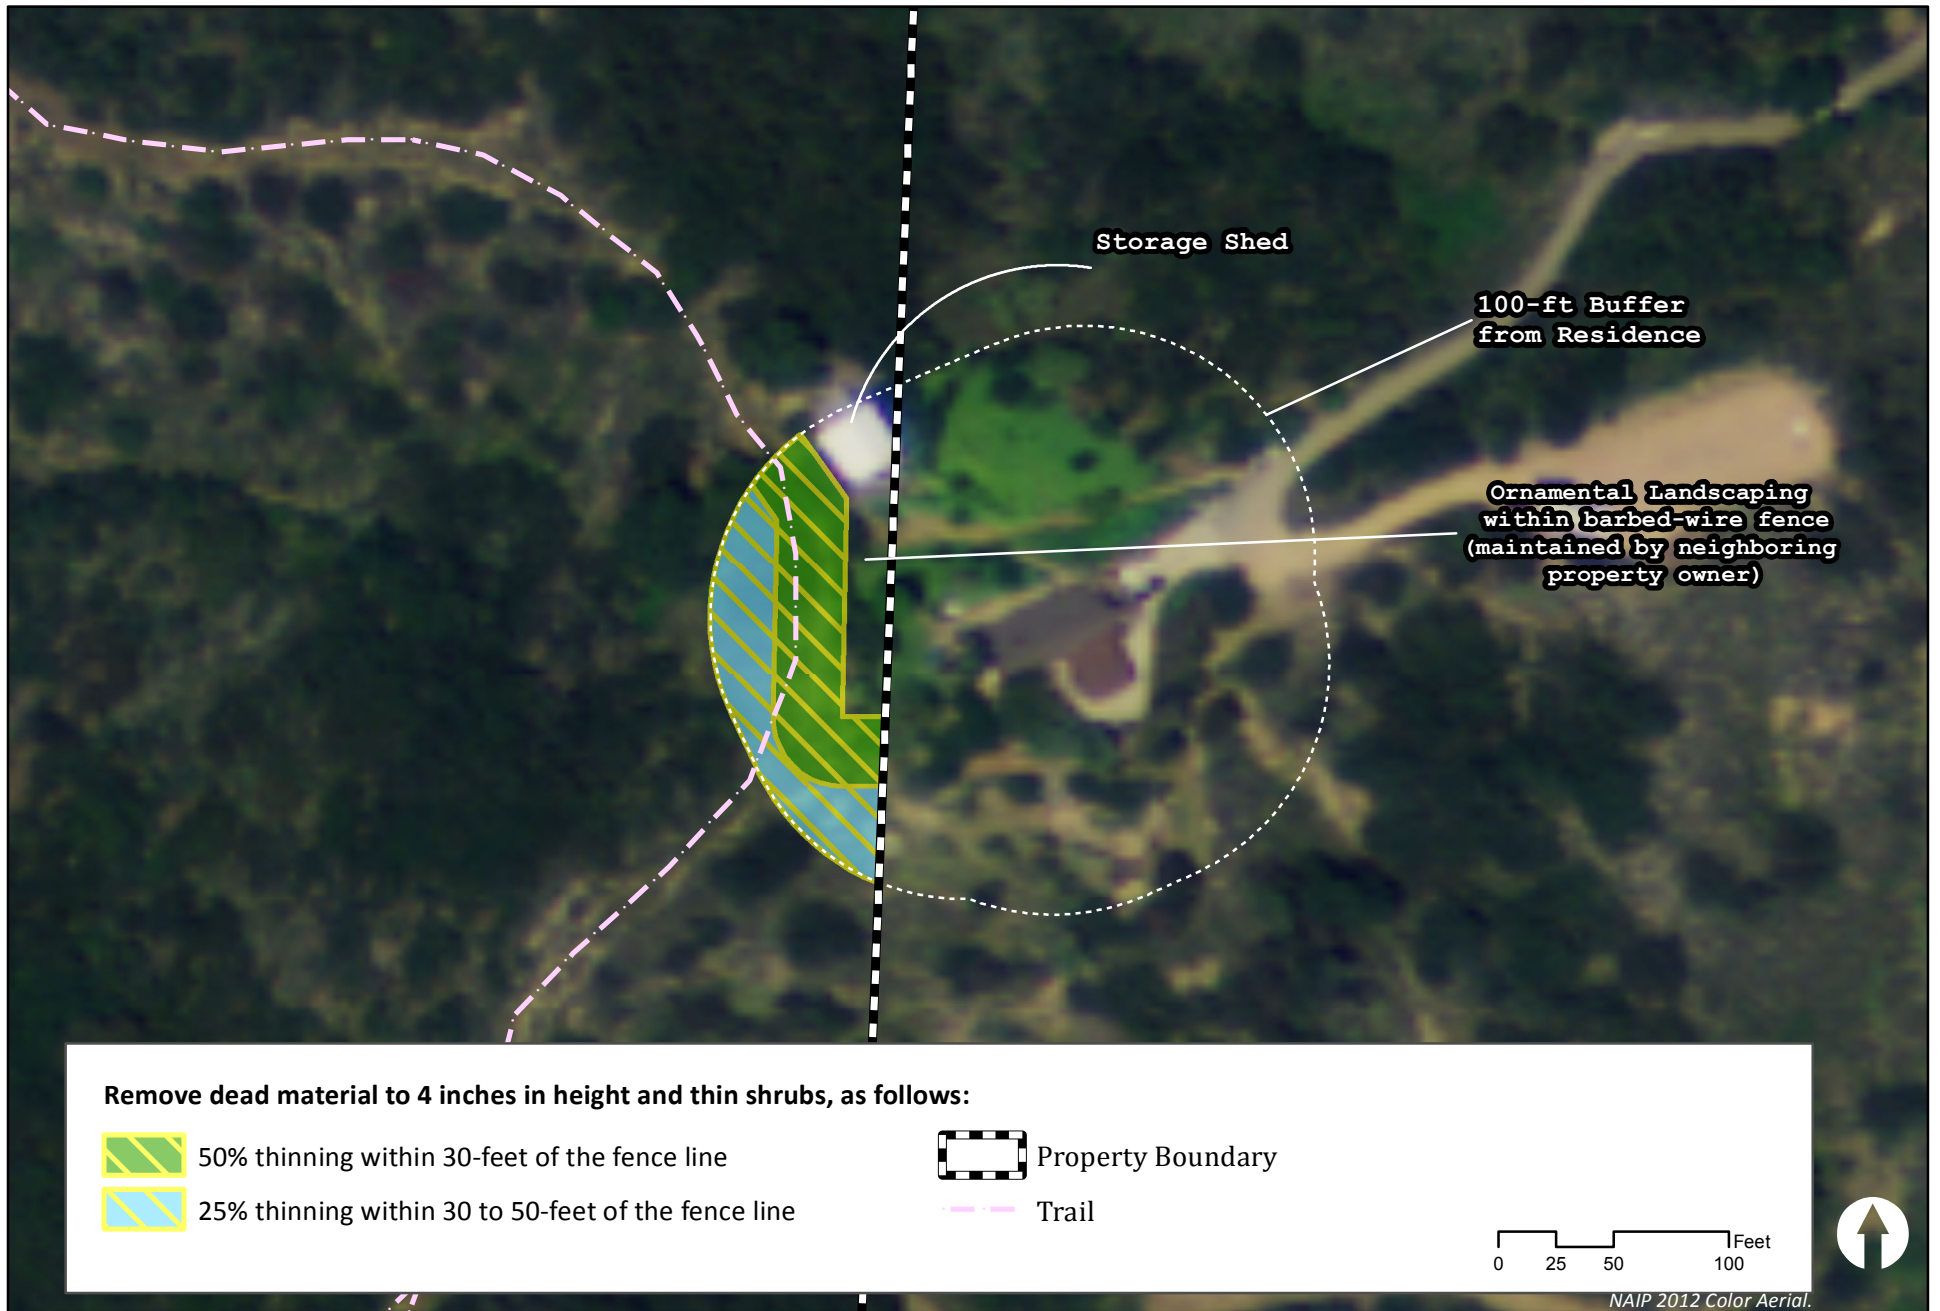 Storage Shed
100-ft Buffer
from Residence
Ornamental Landscaping
within barbed-wire fence
(maintained by neighboring
property owner)
Remove dead material to 4 inches in height and thin shrubs, as follows:
50% thinning within 30-feet of the fence line
25% thinning within 30 to 50-feet of the fence line
Property Boundary
Trail
Feet
0 25 50 100
NAIP 2012 Color Aerial.